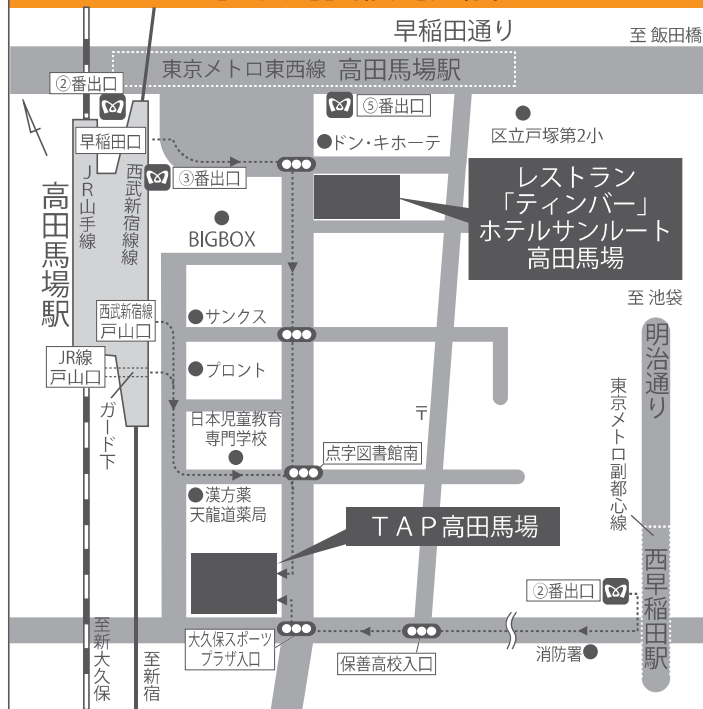 早稲田通り
至 飯田橋
東京メトロ東西線 高田馬場駅
②番出口
⑤番出口
早稲田口
●ドン・キホーテ
区立戸塚第2小
③番出口
JR山手線
西武新宿線線
高田馬場駅
BIGBOX
レストラン
「ティンバー」
ホテルサンルート
高田馬場
至 池袋
西武新宿線
戸山口
●サンクス
明治通り
JR線
戸山口
●プロント
東京メトロ副都心線
ガード下
〒
日本児童教育
専門学校
点字図書館南
●漢方薬
天龍道薬局
TAP高田馬場
②番出口
西早稲田駅
至新大久保
至新宿
大久保スポーツ
プラザ入口
保善高校入口
消防署●